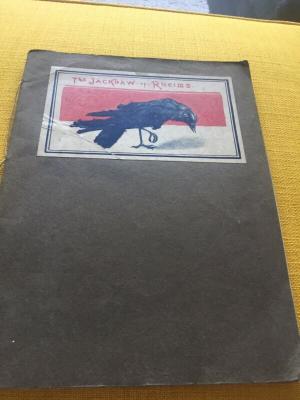 The JACKDAW of RHEIMS.